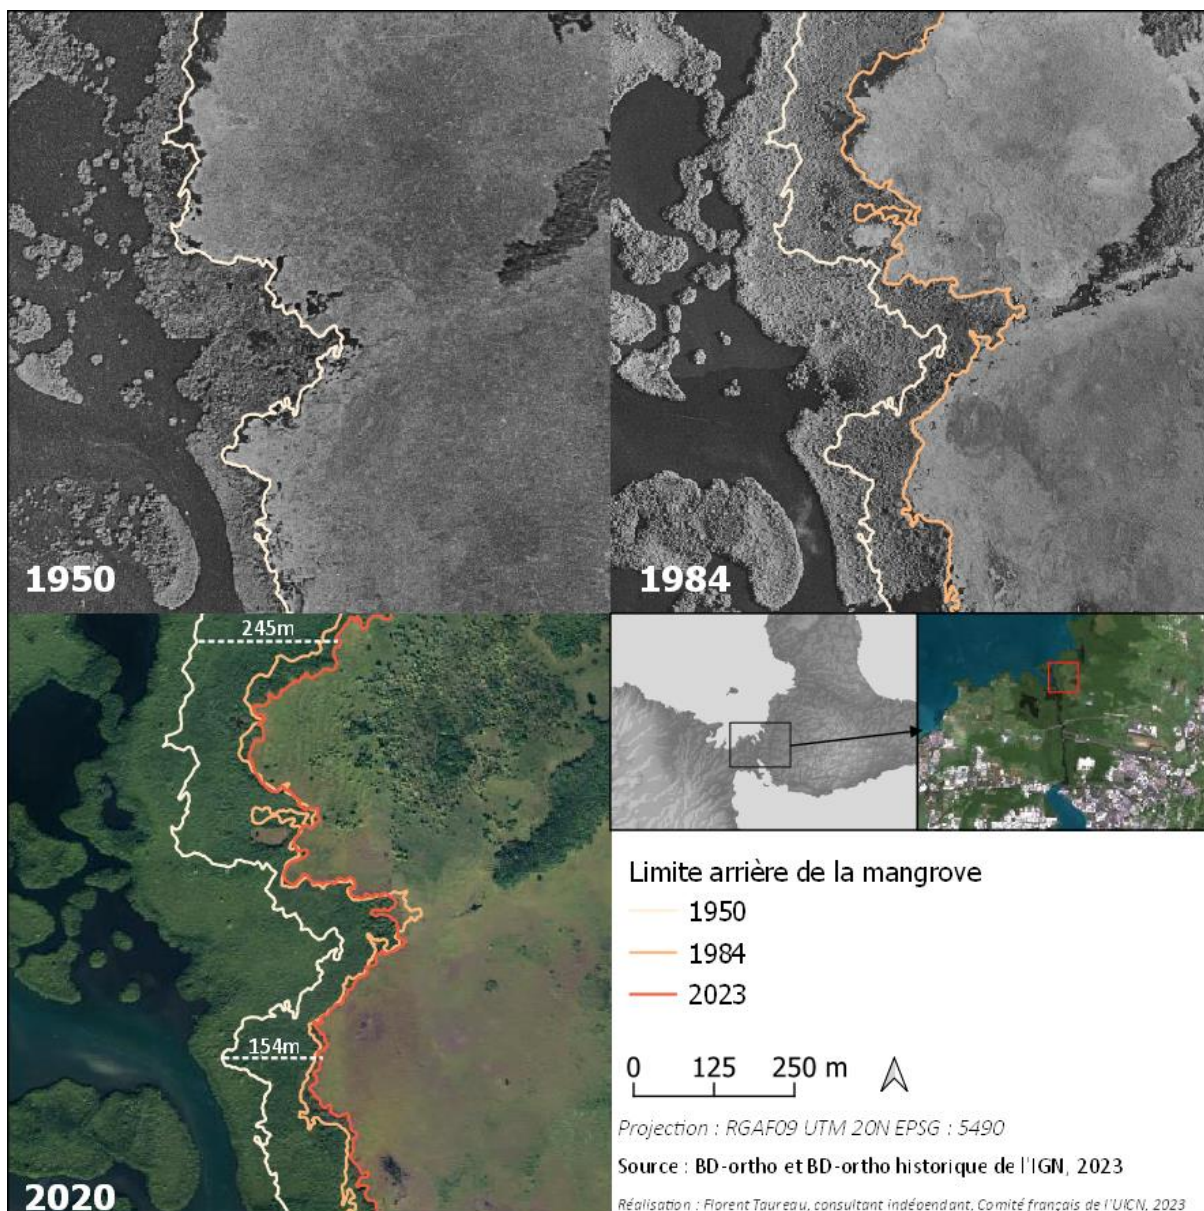 1950
1984
245m
154m
2020
Limite arrière de la mangrove
1950
1984
2023
0 125 250 m
Projection : RGAF09 UTM 20N EPSG : 5490
Source : BD-ortho et BD-ortho historique de l'IGN, 2023
Réalisation : Florent Taureau, consultant indépendant, Comité français de l'UICN, 2023